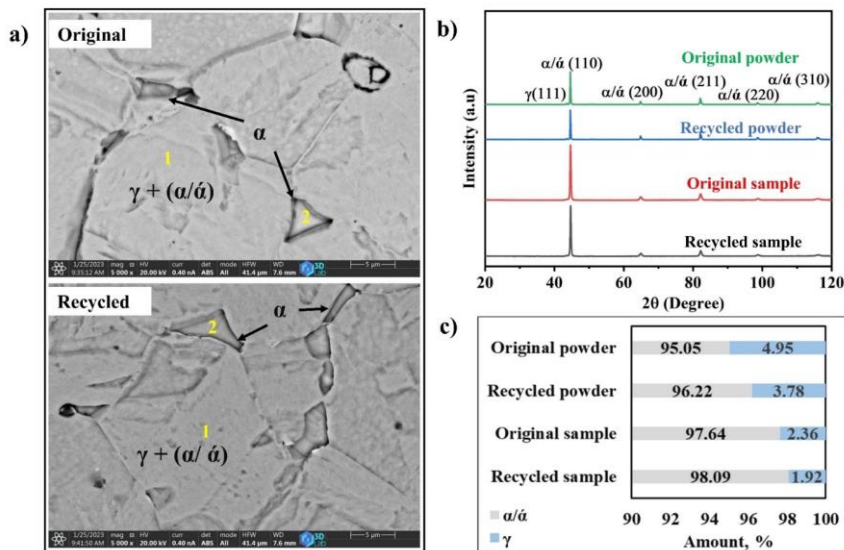 a)
Original
α
1
γ + (α/ά)
2
1/25/2023 mag HV curr det mode HFW WD
9:35:12 AM 5 000 x 20.00 kV 0.40 nA ABS All 41.4 µm 7.6 mm 3D 5 µm
Recycled
α
2
1
γ + (α/ ά)
1/25/2023 mag HV curr det mode HFW WD
9:41:50 AM 5 000 x 20.00 kV 0.40 nA ABS All 41.4 µm 7.6 mm 3D 5 µm
b)
Intensity (a.u)
Original powder
α/ά (110)
γ(111)
α/ά (200)
α/ά (211)
α/ά (220)
α/ά (310)
Recycled powder
Original sample
Recycled sample
20 40 60 80 100 120
2θ (Degree)
c)
Original powder 95.05 4.95
Recycled powder 96.22 3.78
Original sample 97.64 2.36
Recycled sample 98.09 1.92
α/ά
γ
90 92 94 96 98 100
Amount, %